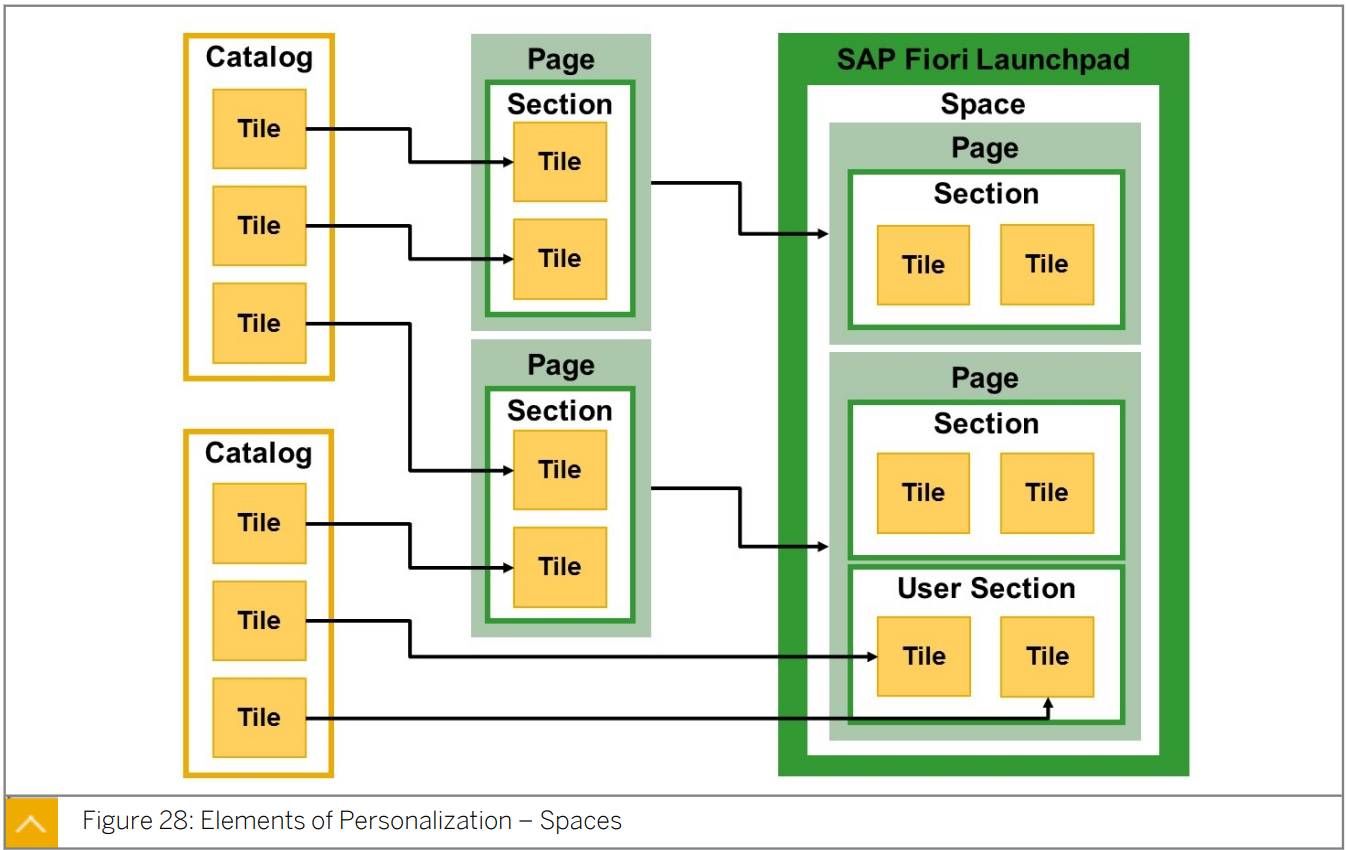 Catalog
Tile
Tile
Tile
Catalog
Tile
Tile
Tile
Page
Section
Tile
Tile
Page
Section
Tile
Tile
SAP Fiori Launchpad
Space
Page
Section
Tile Tile
Page
Section
Tile Tile
User Section
Tile Tile
Figure 28: Elements of Personalization – Spaces